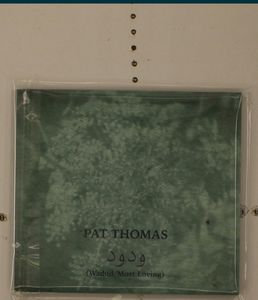 PAT THOMAS
ودود
(Wadud/Most Loving)